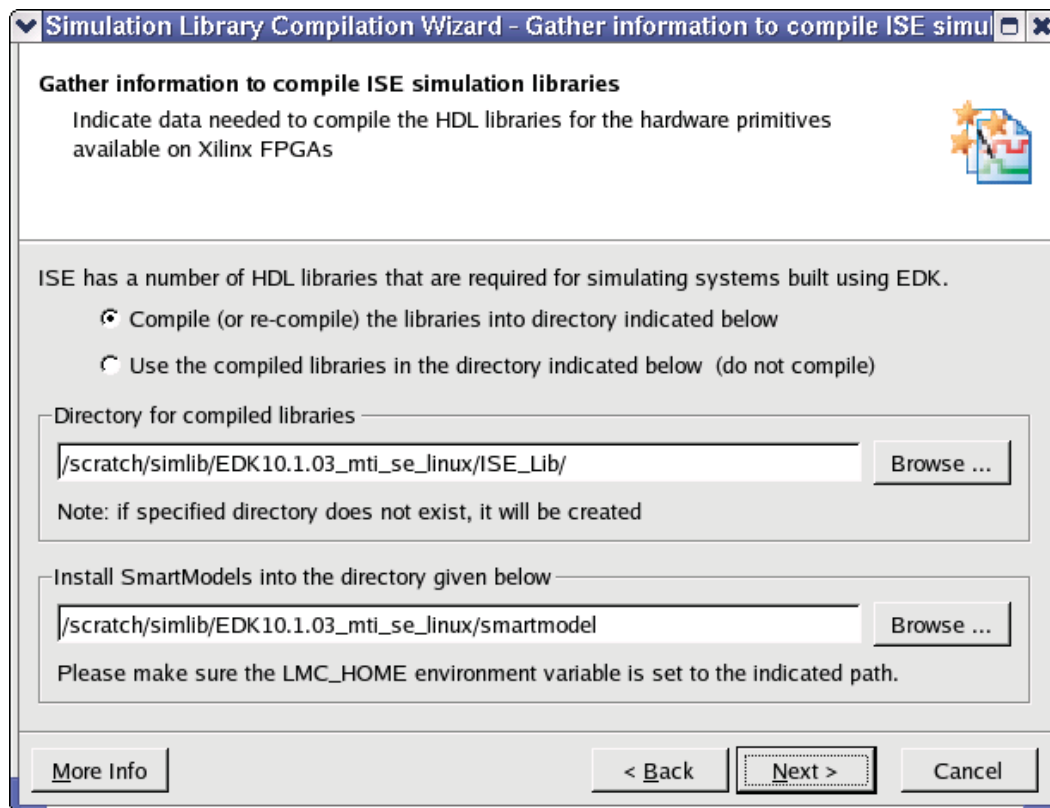 Simulation Library Compilation Wizard - Gather information to compile ISE simul
Gather information to compile ISE simulation libraries
Indicate data needed to compile the HDL libraries for the hardware primitives
available on Xilinx FPGAs
ISE has a number of HDL libraries that are required for simulating systems built using EDK.
Compile (or re-compile) the libraries into directory indicated below
Use the compiled libraries in the directory indicated below (do not compile)
Directory for compiled libraries
/scratch/simlib/EDK10.1.03_mti_se_linux/ISE_Lib/
Browse ...
Note: if specified directory does not exist, it will be created
Install SmartModels into the directory given below
/scratch/simlib/EDK10.1.03_mti_se_linux/smartmodel
Browse ...
Please make sure the LMC_HOME environment variable is set to the indicated path.
More Info
< Back
Next >
Cancel